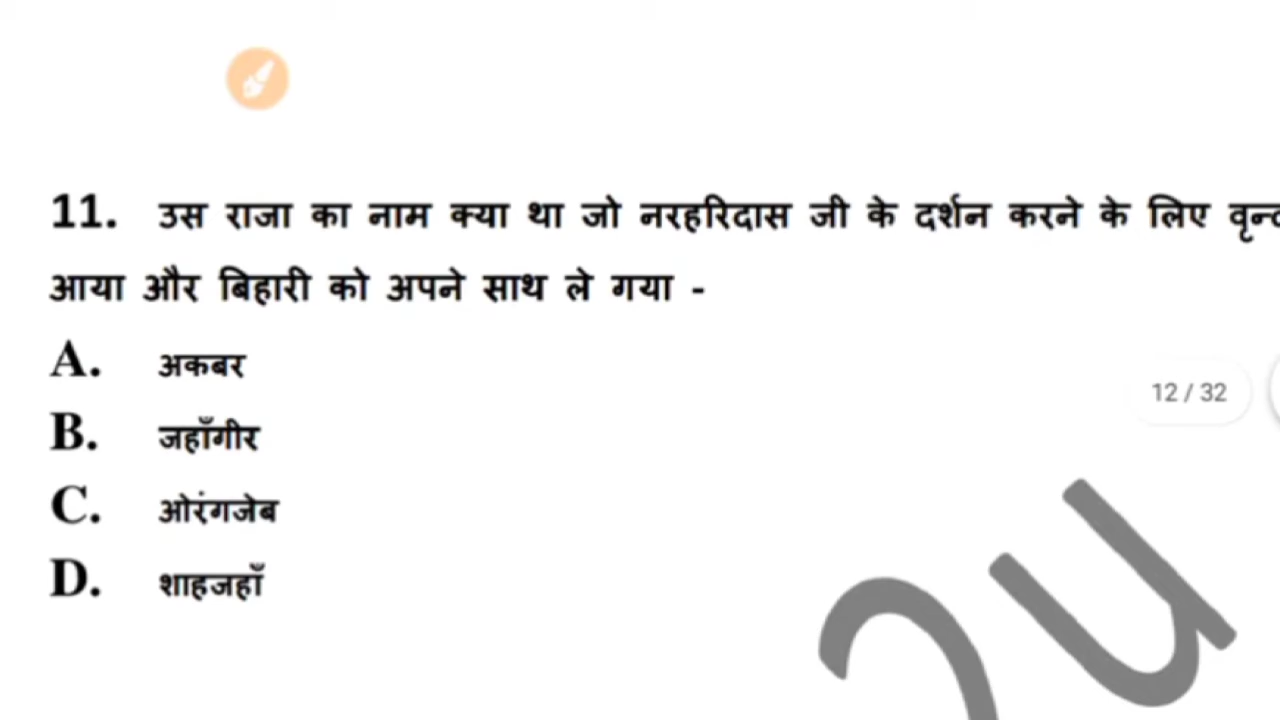 11. उस राजा का नाम क्या था जो नरहरिदास जी के दर्शन करने के लिए
आया और बिहारी को अपने साथ ले गया -
A. अकबर
B. जहाँगीर
12 / 32
C. ओरंगजेब
D. शाहजहाँ